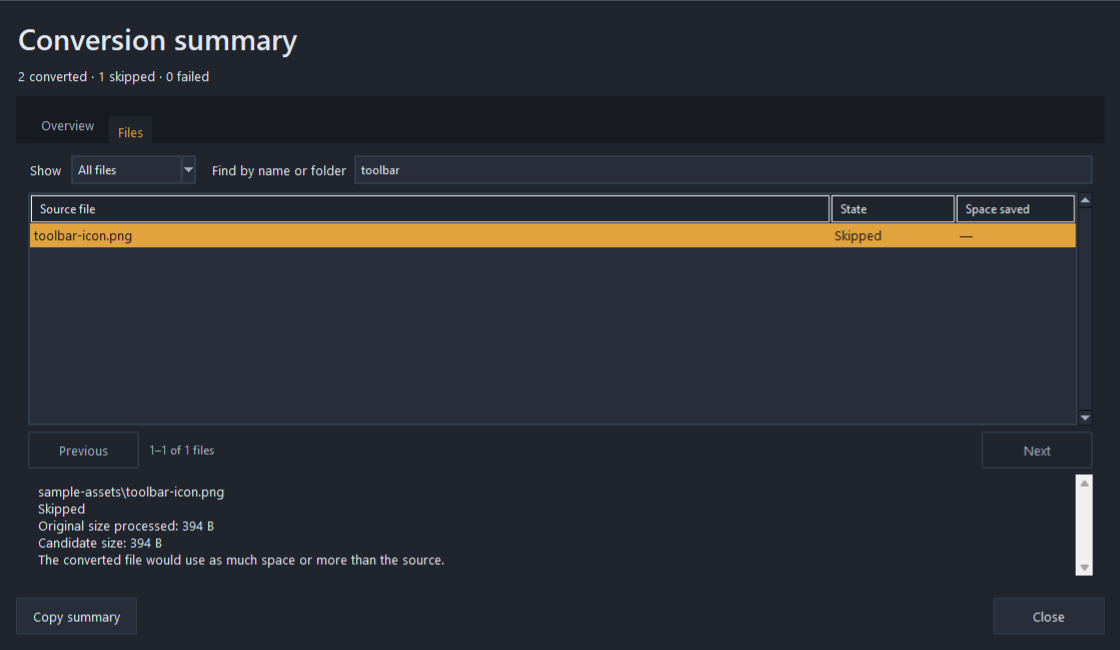 Conversion summary
2 converted · 1 skipped · 0 failed
Overview Files
Show All files Find by name or folder toolbar
Source file State Space saved
toolbar-icon.png Skipped —
Previous 1–1 of 1 files Next
sample-assets\toolbar-icon.png
Skipped
Original size processed: 394 B
Candidate size: 394 B
The converted file would use as much space or more than the source.
Copy summary Close